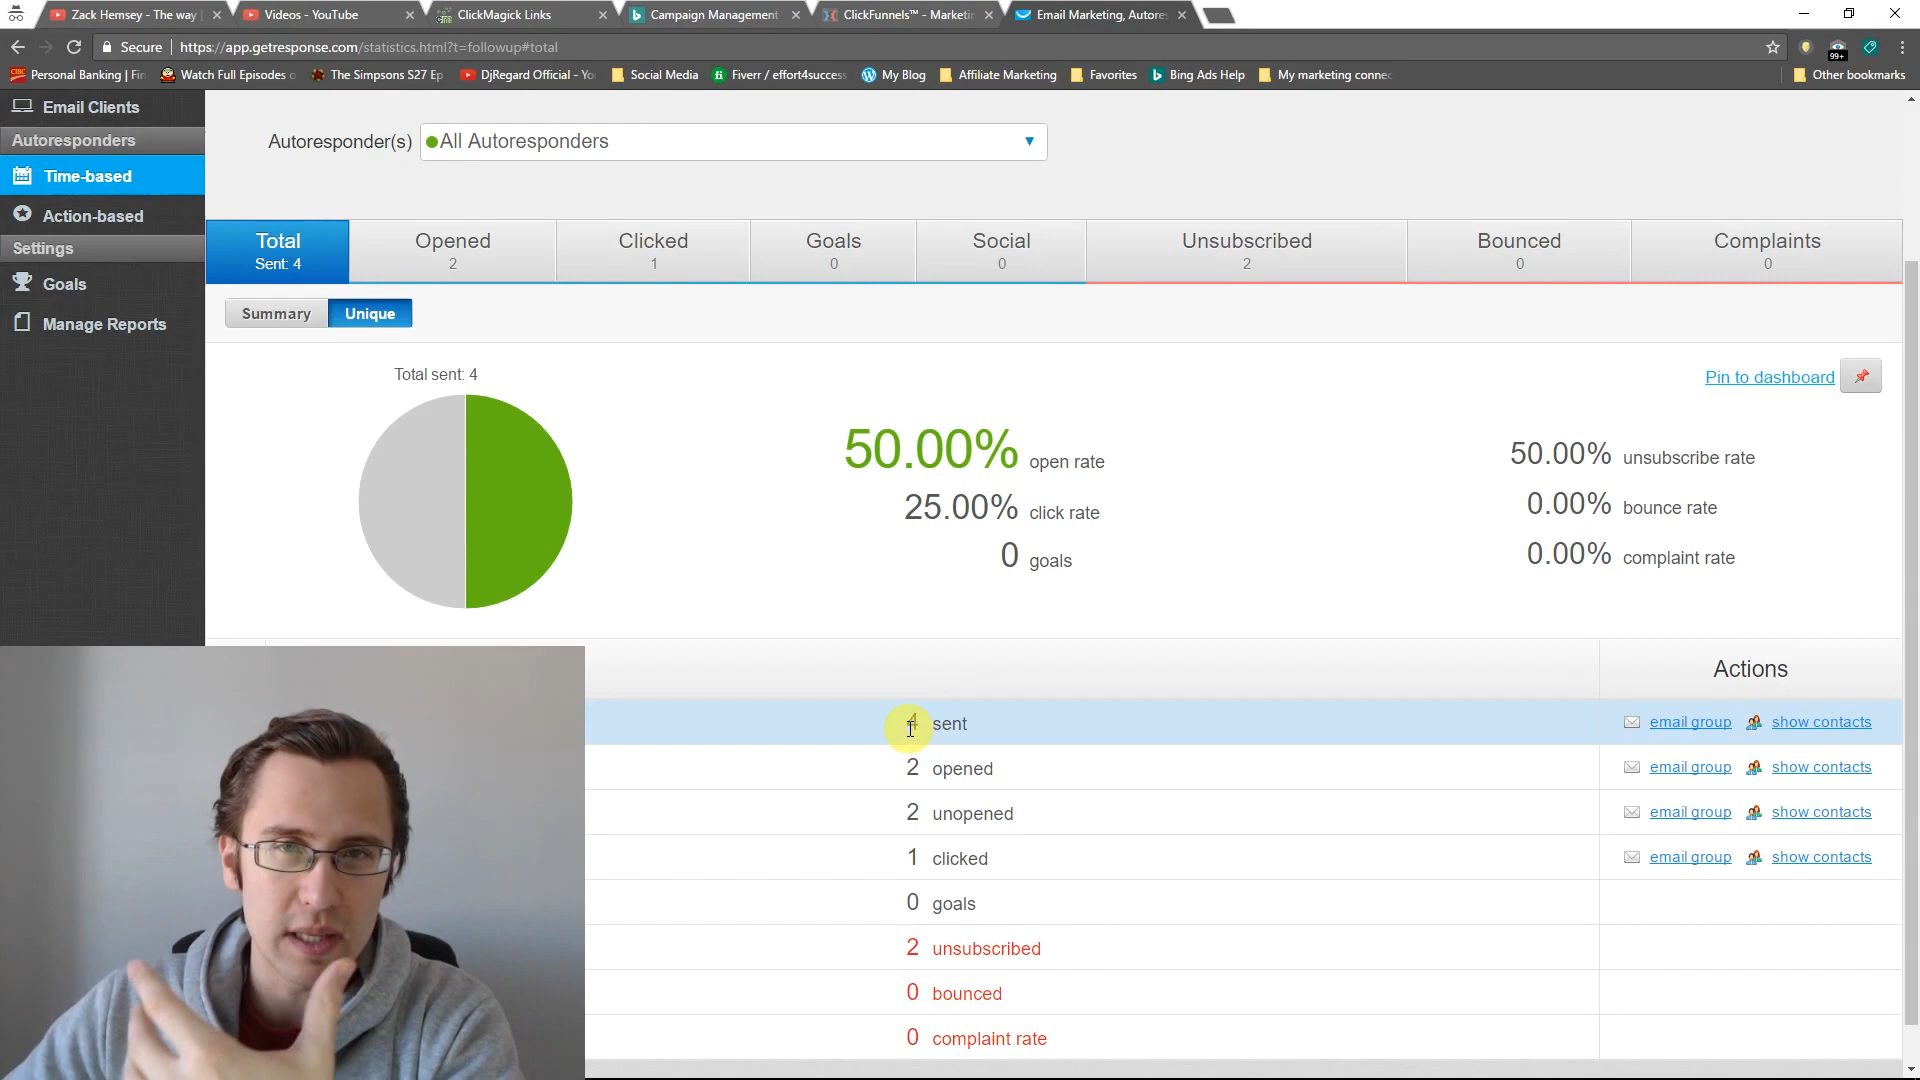 Zack Hemsey - The way
Videos - YouTube
ClickMagick Links
Campaign Management
ClickFunnels™ - Marketin
Email Marketing, Autores
Secure
https://app.getresponse.com/statistics.html?t=followup#total
99+
Personal Banking | Fin
Watch Full Episodes o
The Simpsons S27 Ep
DjRegard Official - Yo
Social Media
Fiverr / effort4success
My Blog
Affiliate Marketing
Favorites
Bing Ads Help
My marketing connec
Other bookmarks
Email Clients
Autoresponders
Time-based
Action-based
Settings
Goals
Manage Reports
Autoresponder(s)
All Autoresponders
Total
Sent: 4
Opened
2
Clicked
1
Goals
0
Social
0
Unsubscribed
2
Bounced
0
Complaints
0
Summary
Unique
Total sent: 4
Pin to dashboard
50.00% open rate
25.00% click rate
0 goals
50.00% unsubscribe rate
0.00% bounce rate
0.00% complaint rate
Actions
4 sent
email group
show contacts
2 opened
email group
show contacts
2 unopened
email group
show contacts
1 clicked
email group
show contacts
0 goals
2 unsubscribed
0 bounced
0 complaint rate